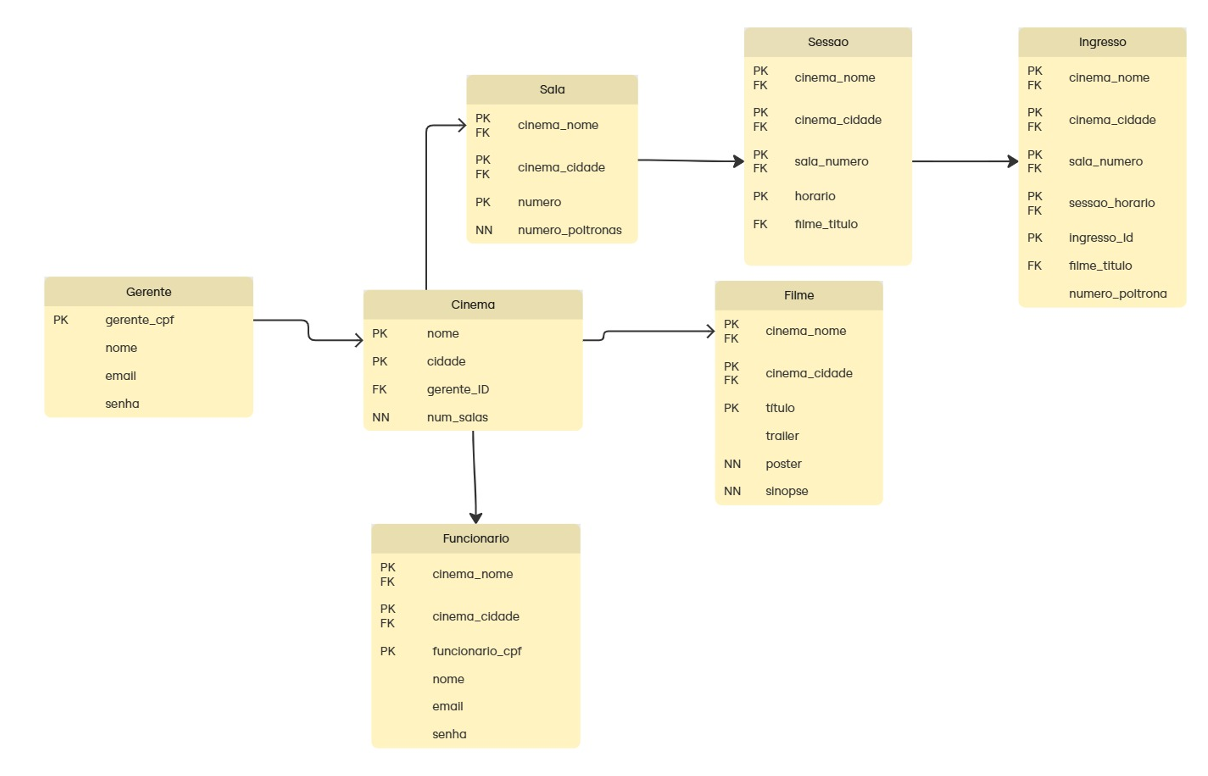 Sessao
PK
FK
cinema_nome
PK
FK
cinema_cidade
PK
FK
sala_numero
PK horario
FK filme_titulo
Ingresso
PK
FK
cinema_nome
PK
FK
cinema_cidade
PK
FK
sala_numero
PK
FK
sessao_horario
PK ingresso_Id
FK filme_titulo
numero_poltrona
Sala
PK
FK
cinema_nome
PK
FK
cinema_cidade
PK numero
NN numero_poltronas
Gerente
PK gerente_cpf
nome
email
senha
Cinema
PK nome
PK cidade
FK gerente_ID
NN num_salas
Filme
PK
FK
cinema_nome
PK
FK
cinema_cidade
PK título
trailer
NN poster
NN sinopse
Funcionario
PK
FK
cinema_nome
PK
FK
cinema_cidade
PK funcionario_cpf
nome
email
senha